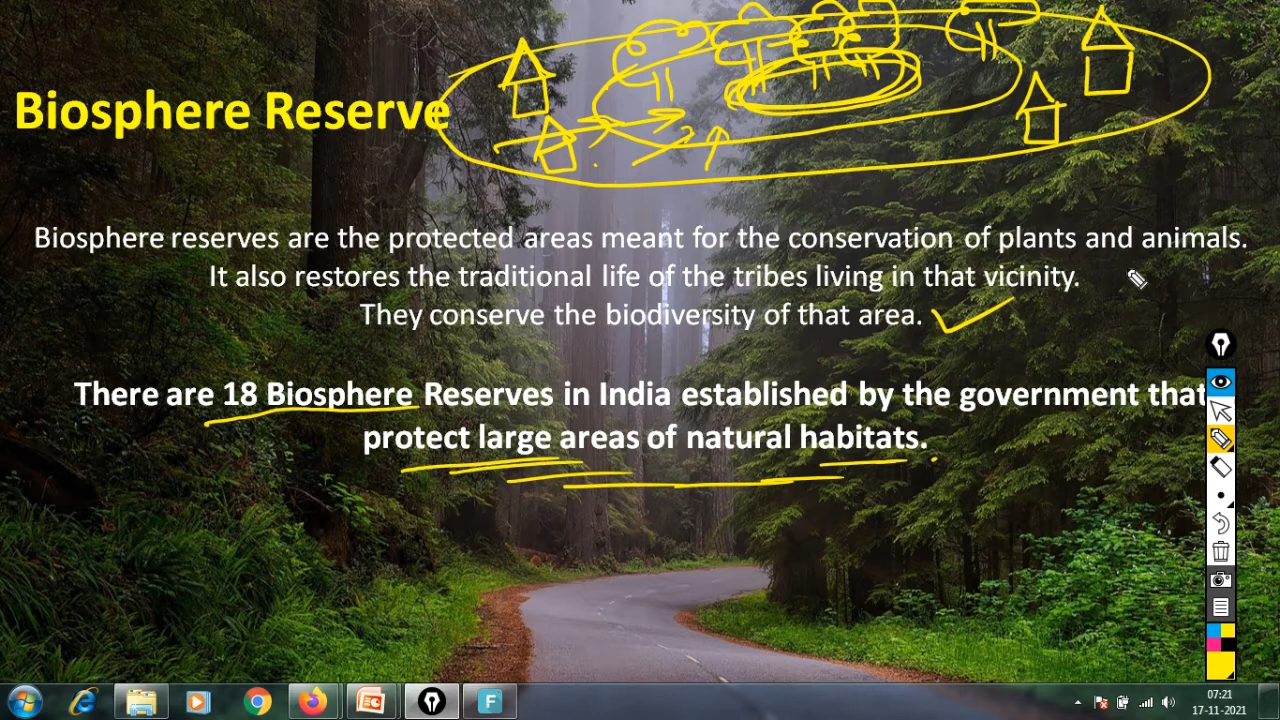 Biosphere Reserve
Biosphere reserves are the protected areas meant for the conservation of plants and animals.
It also restores the traditional life of the tribes living in that vicinity.
They conserve the biodiversity of that area.
There are 18 Biosphere Reserves in India established by the government that
protect large areas of natural habitats.
F
07:21
17-11-2021